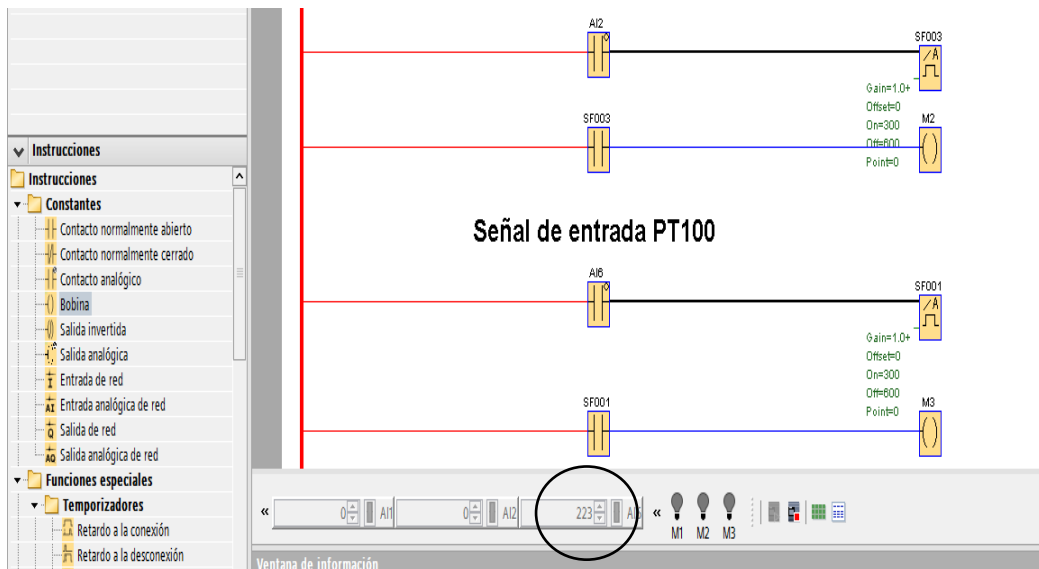 Instrucciones
Instrucciones
Constantes
Contacto normalmente abierto
Contacto normalmente cerrado
Contacto analógico
Bobina
Salida invertida
Salida analógica
Entrada de red
AI Entrada analógica de red
Q Salida de red
AQ Salida analógica de red
Funciones especiales
Temporizadores
Retardo a la conexión
Retardo a la desconexión
AI2
SF003
/A
Gain=1.0+
Offset=0
On=300
Off=600
Point=0
SF003
M2
Señal de entrada PT100
AI6
SF001
/A
Gain=1.0+
Offset=0
On=300
Off=600
Point=0
SF001
M3
« 0 AI1 0 AI2 223 «
M1 M2 M3
Ventana de información